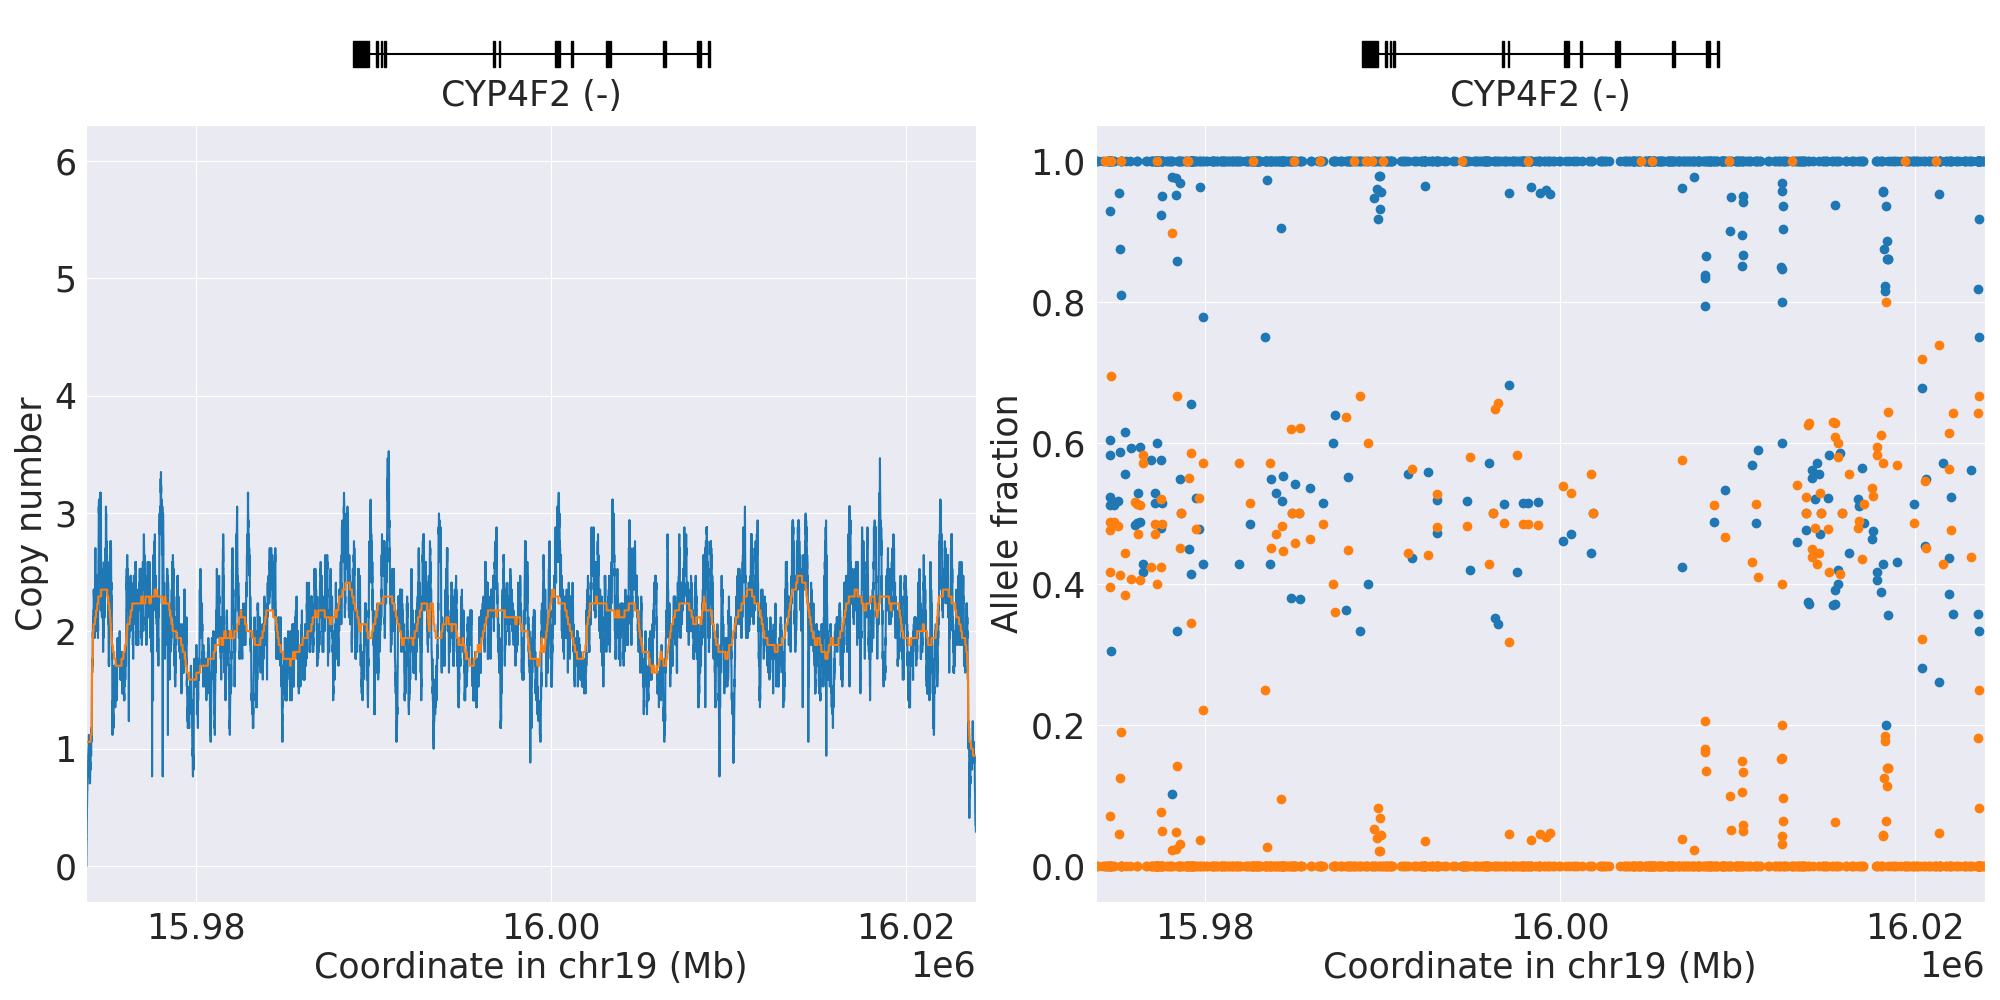 CYP4F2 (-)
6
5
4
3
2
1
0
Copy number
15.98
16.00
16.02
Coordinate in chr19 (Mb)
1e6
CYP4F2 (-)
1.0
0.8
0.6
0.4
0.2
0.0
Allele fraction
15.98
16.00
16.02
Coordinate in chr19 (Mb)
1e6